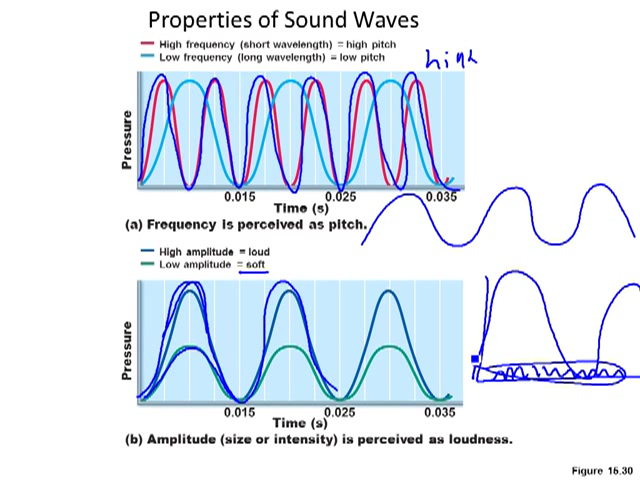 Properties of Sound Waves
High frequency (short wavelength) = high pitch
Low frequency (long wavelength) = low pitch
high
Pressure
0.015
0.025
0.035
Time (s)
(a) Frequency is perceived as pitch.
High amplitude = loud
Low amplitude = soft
Pressure
0.015
0.025
0.035
Time (s)
(b) Amplitude (size or intensity) is perceived as loudness.
Figure 15.30